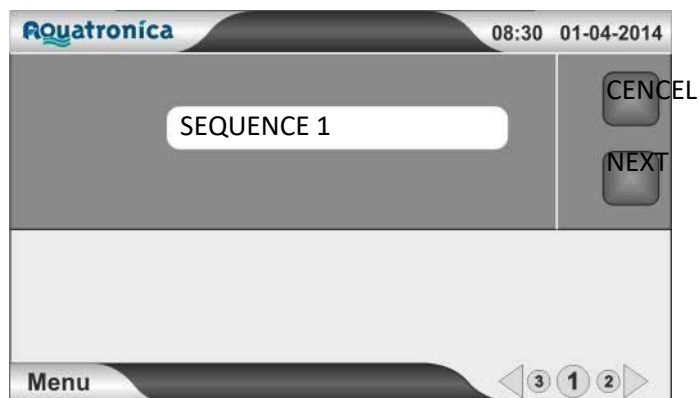 Aquatronica 08:30 01-04-2014
CENCEL
SEQUENCE 1
NEXT
Menu 3 1 2